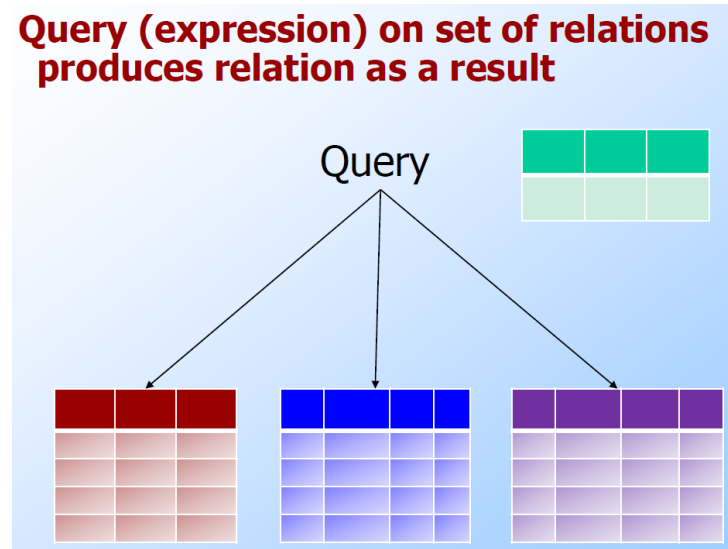 Query (expression) on set of relations
produces relation as a result
Query